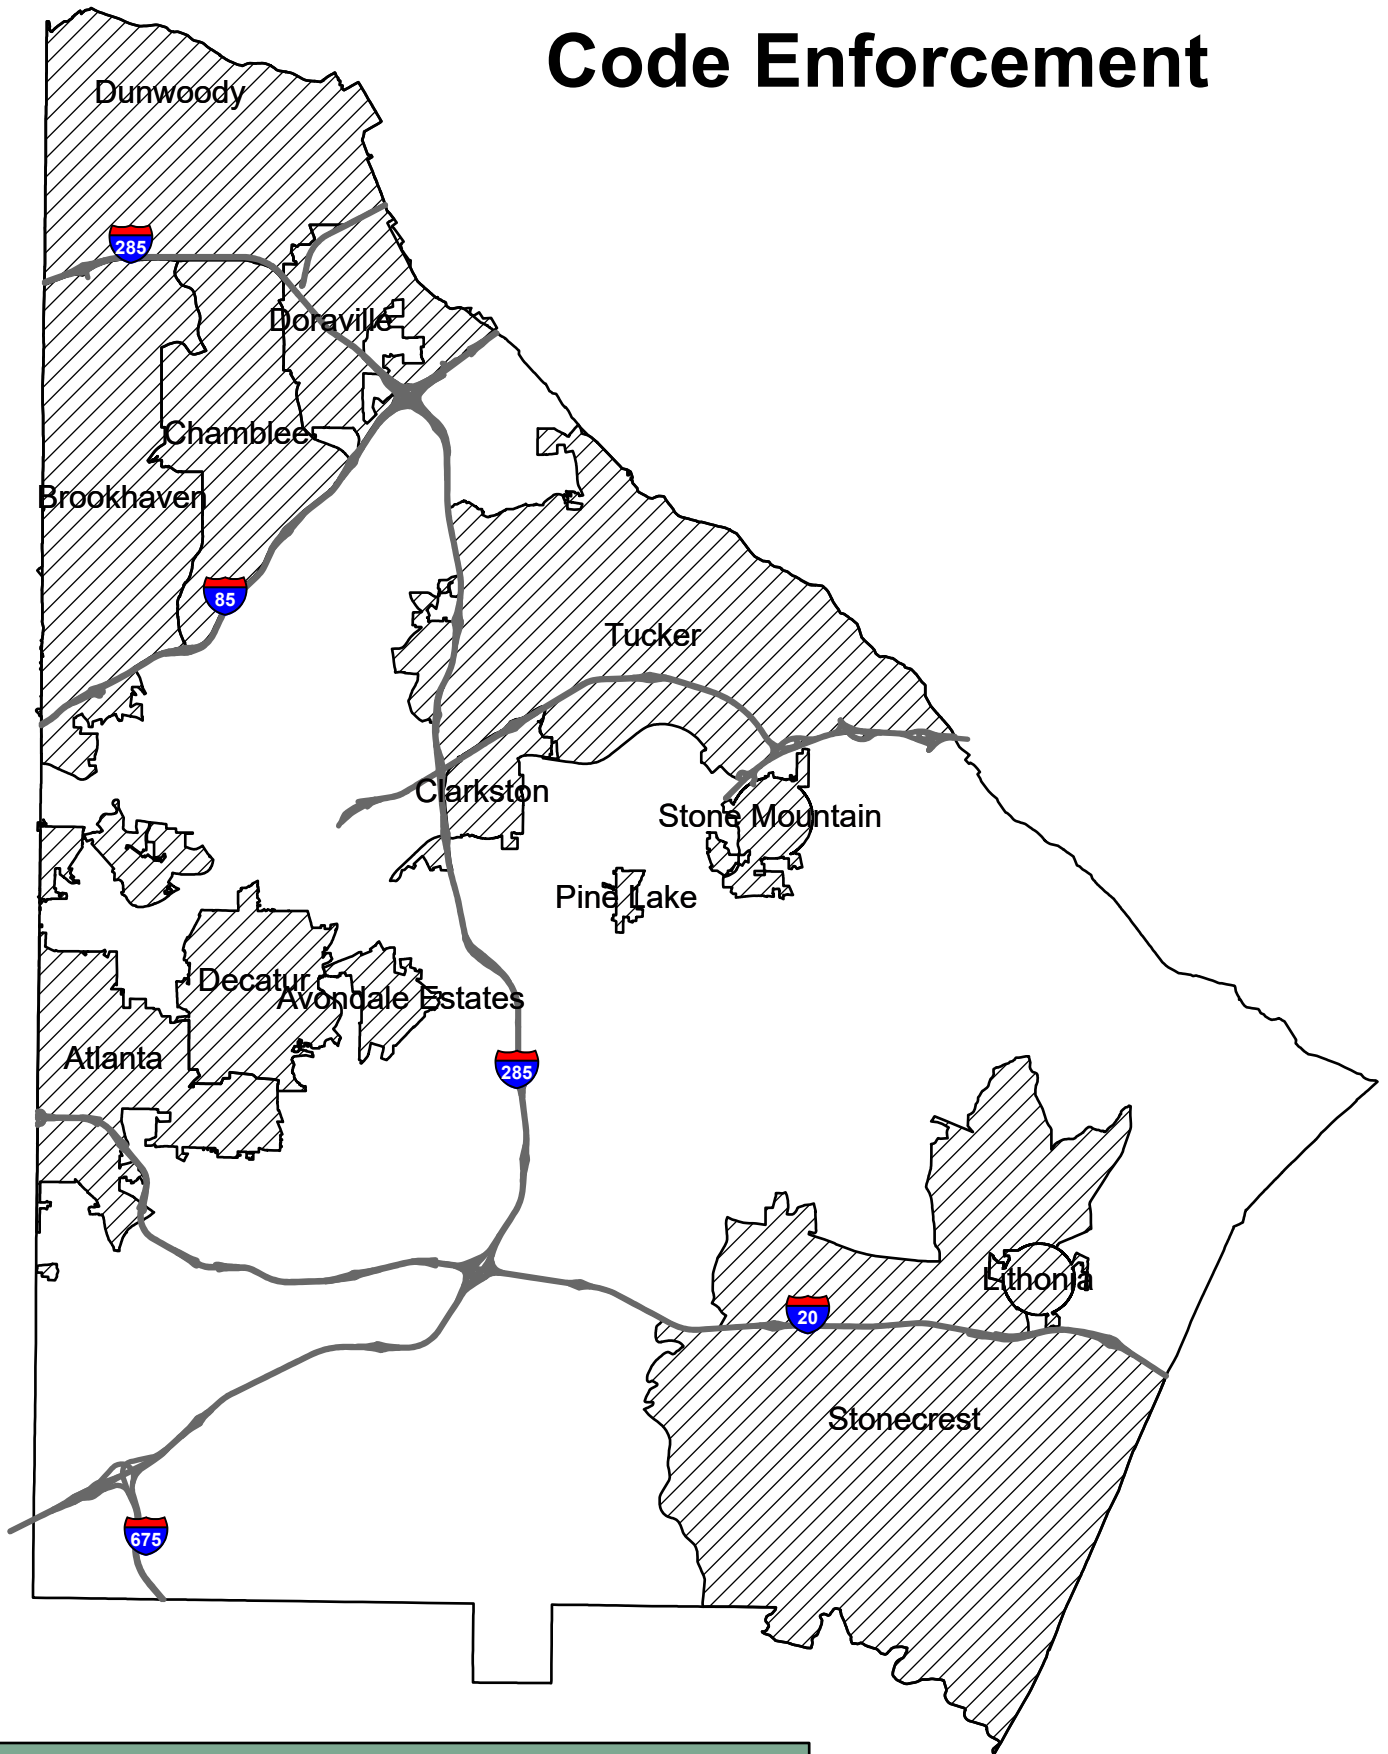 Code Enforcement
Dunwoody
285
Doraville
Chamblee
Brookhaven
85
Tucker
Clarkston
Stone Mountain
Pine Lake
Decatur
Avondale Estates
Atlanta
285
Lithonia
20
Stonecrest
675